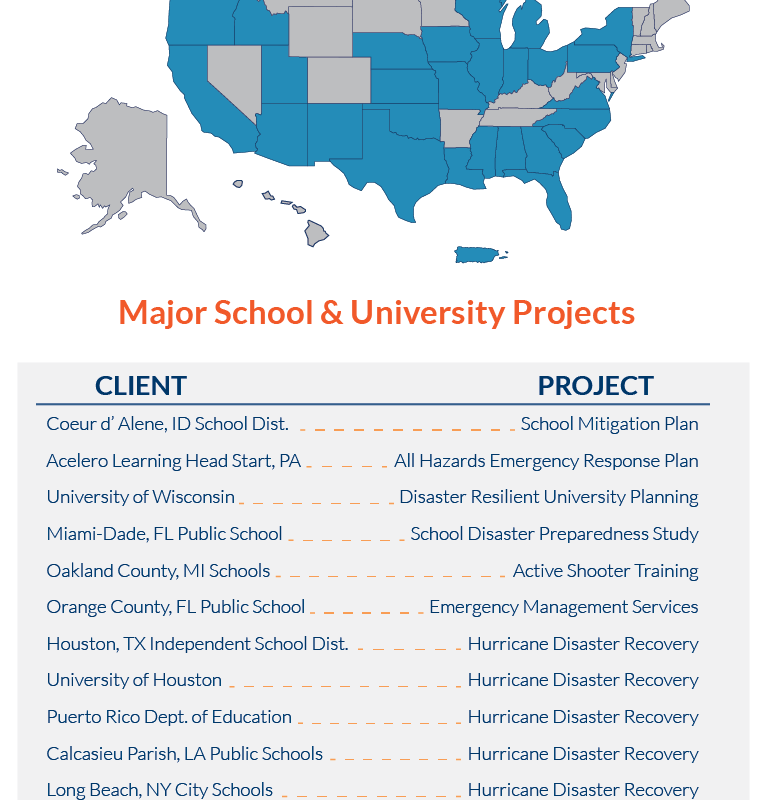 Major School & University Projects
CLIENT PROJECT
Coeur d’ Alene, ID School Dist. School Mitigation Plan
Acelero Learning Head Start, PA All Hazards Emergency Response Plan
University of Wisconsin Disaster Resilient University Planning
Miami-Dade, FL Public School School Disaster Preparedness Study
Oakland County, MI Schools Active Shooter Training
Orange County, FL Public School Emergency Management Services
Houston, TX Independent School Dist. Hurricane Disaster Recovery
University of Houston Hurricane Disaster Recovery
Puerto Rico Dept. of Education Hurricane Disaster Recovery
Calcasieu Parish, LA Public Schools Hurricane Disaster Recovery
Long Beach, NY City Schools Hurricane Disaster Recovery